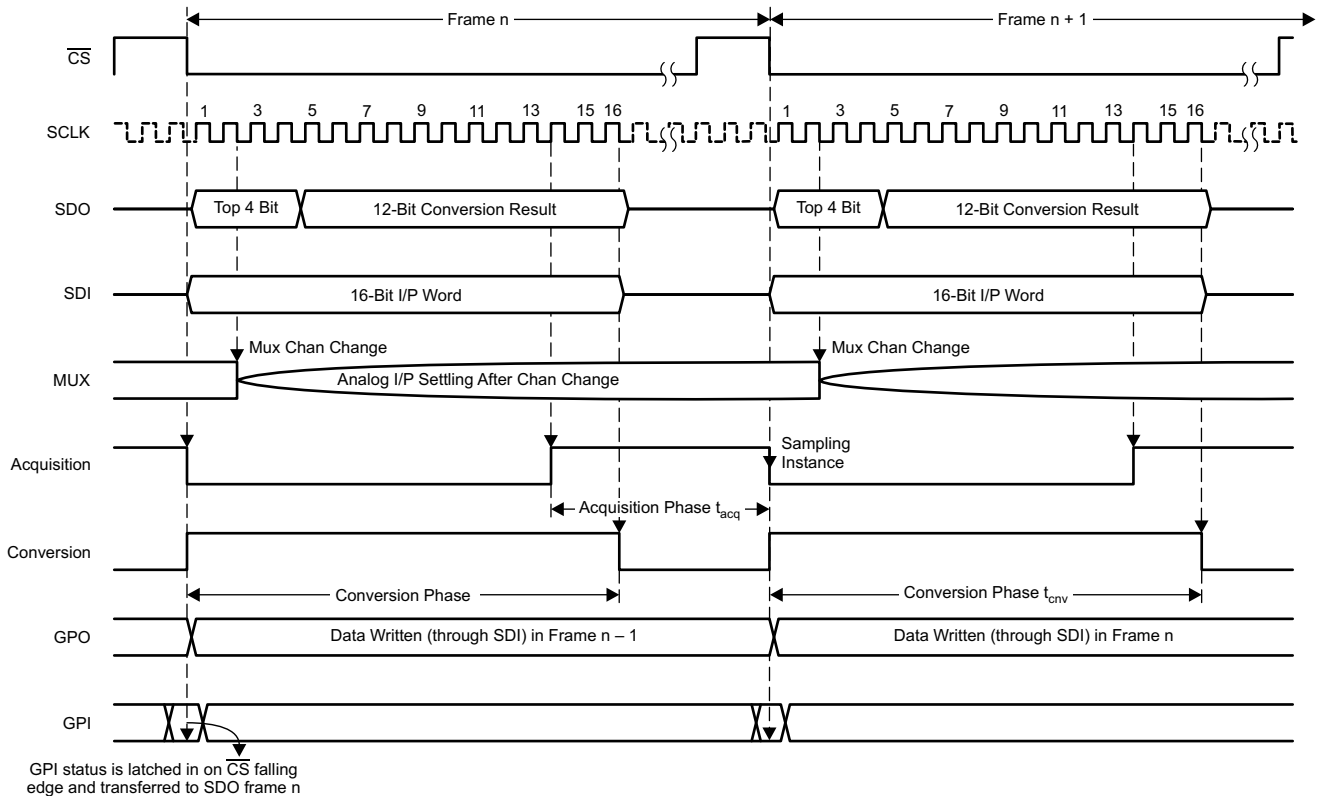 Frame n
Frame n + 1
CS
1 3 5 7 9 11 13 15 16 1 3 5 7 9 11 13 15 16
SCLK
SDO
Top 4 Bit
12-Bit Conversion Result
Top 4 Bit
12-Bit Conversion Result
SDI
16-Bit I/P Word
16-Bit I/P Word
Mux Chan Change
Mux Chan Change
MUX
Analog I/P Settling After Chan Change
Acquisition
Sampling
Instance
Acquisition Phase tacq
Conversion
Conversion Phase
Conversion Phase tcnv
GPO
Data Written (through SDI) in Frame n – 1
Data Written (through SDI) in Frame n
GPI
GPI status is latched in on CS falling
edge and transferred to SDO frame n